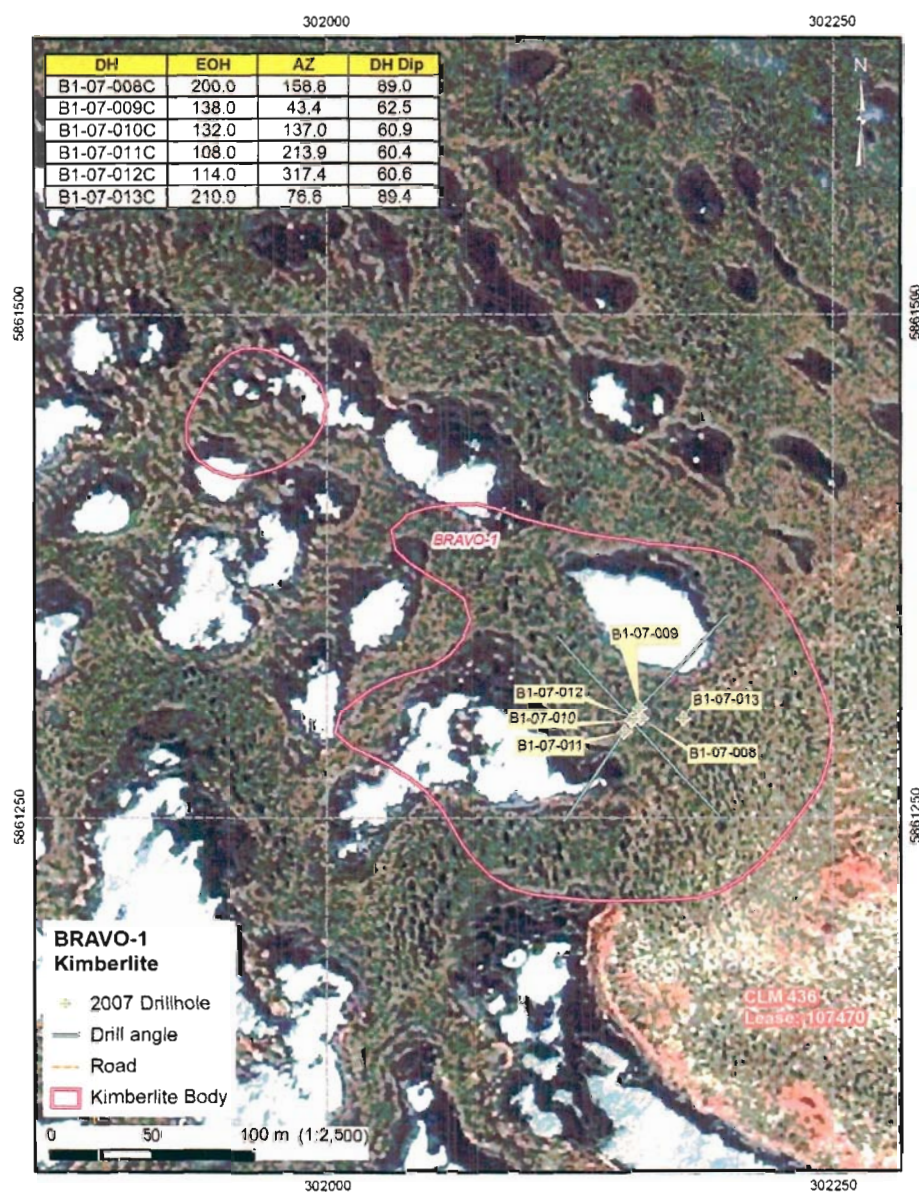 302000 302250
DH EOH AZ DH Dip
B1-07-008C 200.0 158.8 89.0
B1-07-009C 138.0 43.4 62.5
B1-07-010C 132.0 137.0 60.9
B1-07-011C 108.0 213.9 60.4
B1-07-012C 114.0 317.4 60.6
B1-07-013C 210.0 76.6 89.4
N
5861500 5861500
BRAVO-1
B1-07-009
B1-07-012
B1-07-013
B1-07-010
B1-07-011
B1-07-008
5861250 5861250
CLM 436
Lease: 107470
BRAVO-1
Kimberlite
2007 Drillhole
Drill angle
Road
Kimberlite Body
0 50 100 m (1:2,500)
302000 302250